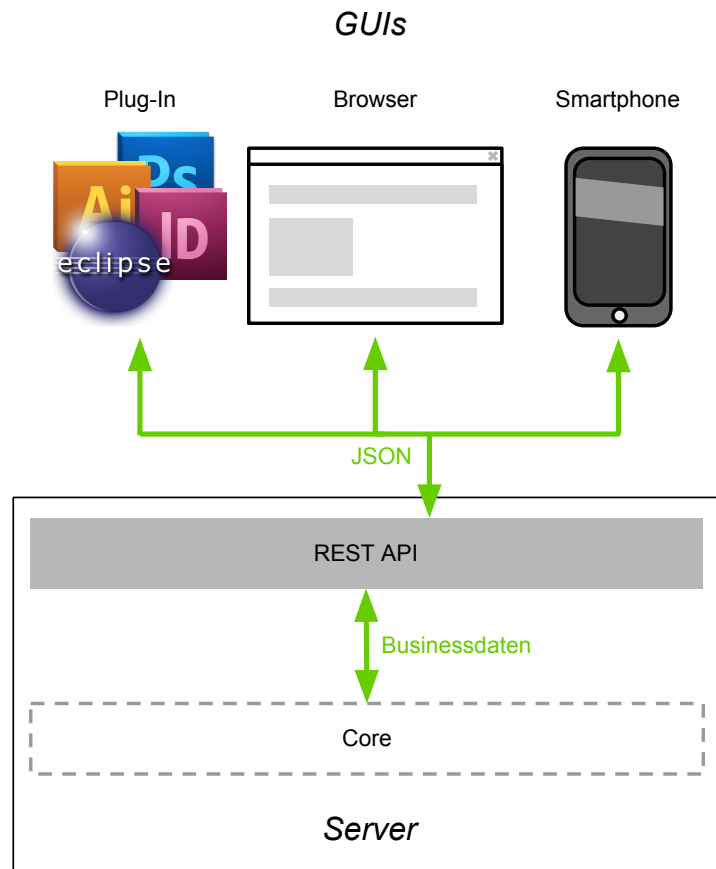 GUIs
Plug-In
Browser
Smartphone
Ps
Ai
ID
eclipse
JSON
REST API
Businessdaten
Core
Server